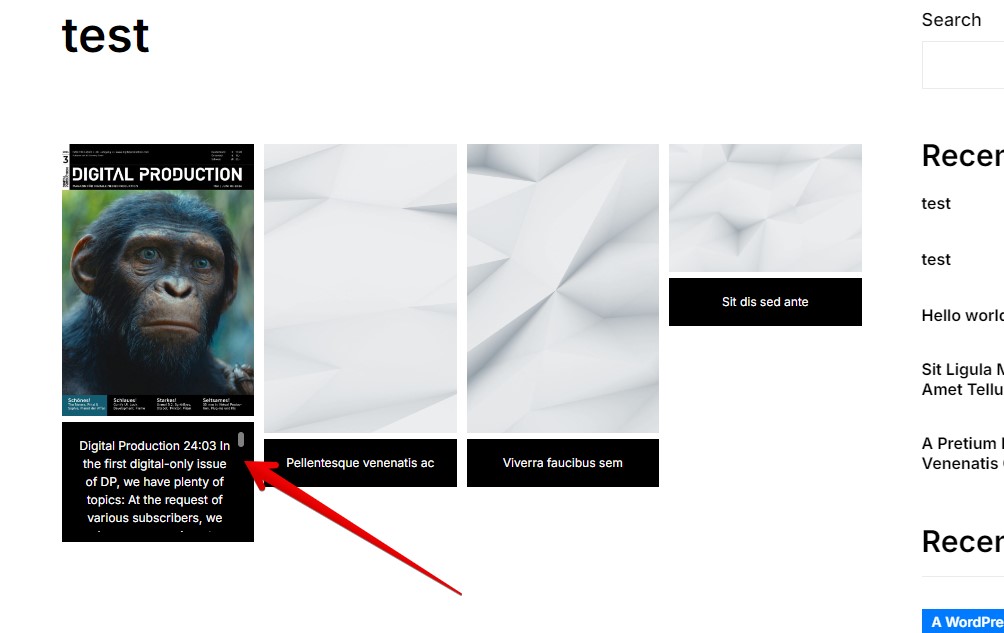 test
Search
3
DIGITAL PRODUCTION
Schönes!
Schlaues!
Starkes!
Seltsames!
Digital Production 24:03 In
the first digital-only issue
of DP, we have plenty of
topics: At the request of
various subscribers, we
Pellentesque venenatis ac
Viverra faucibus sem
Sit dis sed ante
Recen
test
test
Hello world
Sit Ligula M
Amet Tellu
A Pretium
Venenatis
Recen
A WordPre